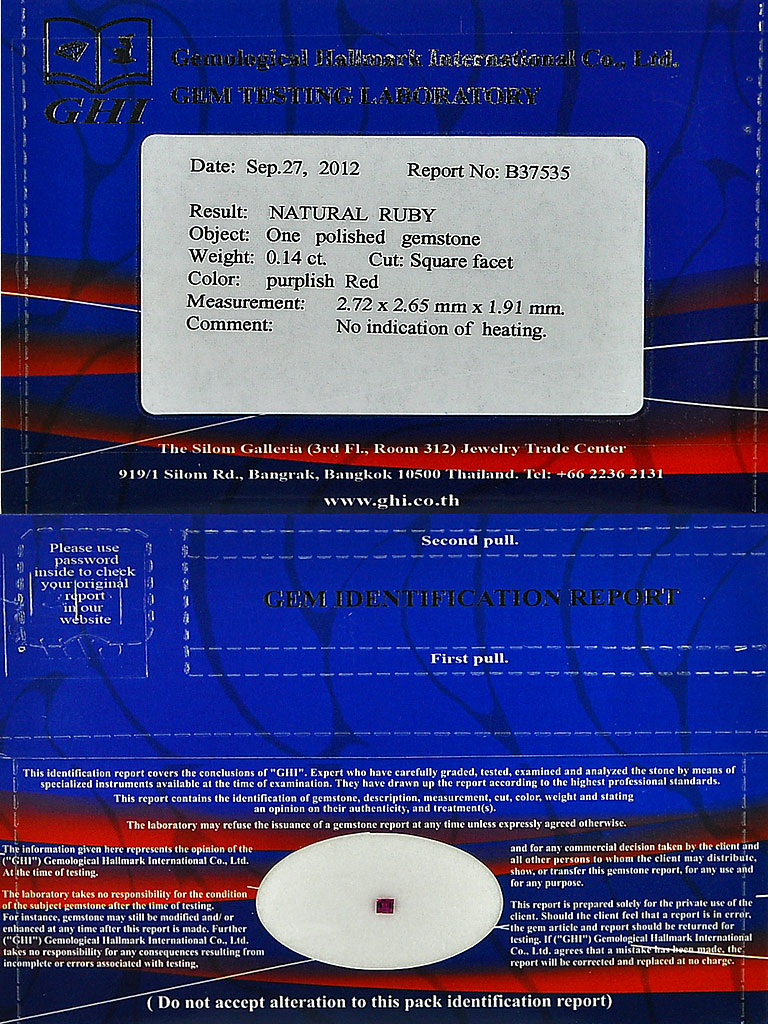 GHI
Gemological Hallmark International Co., Ltd.
GEM TESTING LABORATORY
Date: Sep.27, 2012 Report No: B37535
Result: NATURAL RUBY
Object: One polished gemstone
Weight: 0.14 ct. Cut: Square facet
Color: purplish Red
Measurement: 2.72 x 2.65 mm x 1.91 mm.
Comment: No indication of heating.
The Silom Galleria (3rd Fl., Room 312) Jewelry Trade Center
919/1 Silom Rd., Bangrak, Bangkok 10500 Thailand. Tel: +66 2236 2131
www.ghi.co.th
Please use
password
inside to check
your original
report
in our
website
Second pull.
GEM IDENTIFICATION REPORT
First pull.
This identification report covers the conclusions of "GHI". Expert who have carefully graded, tested, examined and analyzed the stone by means of
specialized instruments available at the time of examination. They have drawn up the report according to the highest professional standards.
This report contains the identification of gemstone, description, measurement, cut, color, weight and stating
an opinion on their authenticity, and treatment(s).
The laboratory may refuse the issuance of a gemstone report at any time unless expressly agreed otherwise.
The information given here represents the opinion of the
("GHI") Gemological Hallmark International Co., Ltd.
At the time of testing.
The laboratory takes no responsibility for the condition
of the subject gemstone after the time of testing.
For instance, gemstone may still be modified and/ or
enhanced at any time after this report is made. Further
("GHI") Gemological Hallmark International Co., Ltd.
takes no responsibility for any consequences resulting from
incomplete or errors associated with testing.
and for any commercial decision taken by the client and
all other persons to whom the client may distribute,
show, or transfer this gemstone report, for any use and
for any purpose.
This report is prepared solely for the private use of the
client. Should the client feel that a report is in error,
the gem article and report should be returned for
testing. If ("GHI") Gemological Hallmark International
Co., Ltd. agrees that a mistake has been made, the
report will be corrected and replaced at no charge.
( Do not accept alteration to this pack identification report)